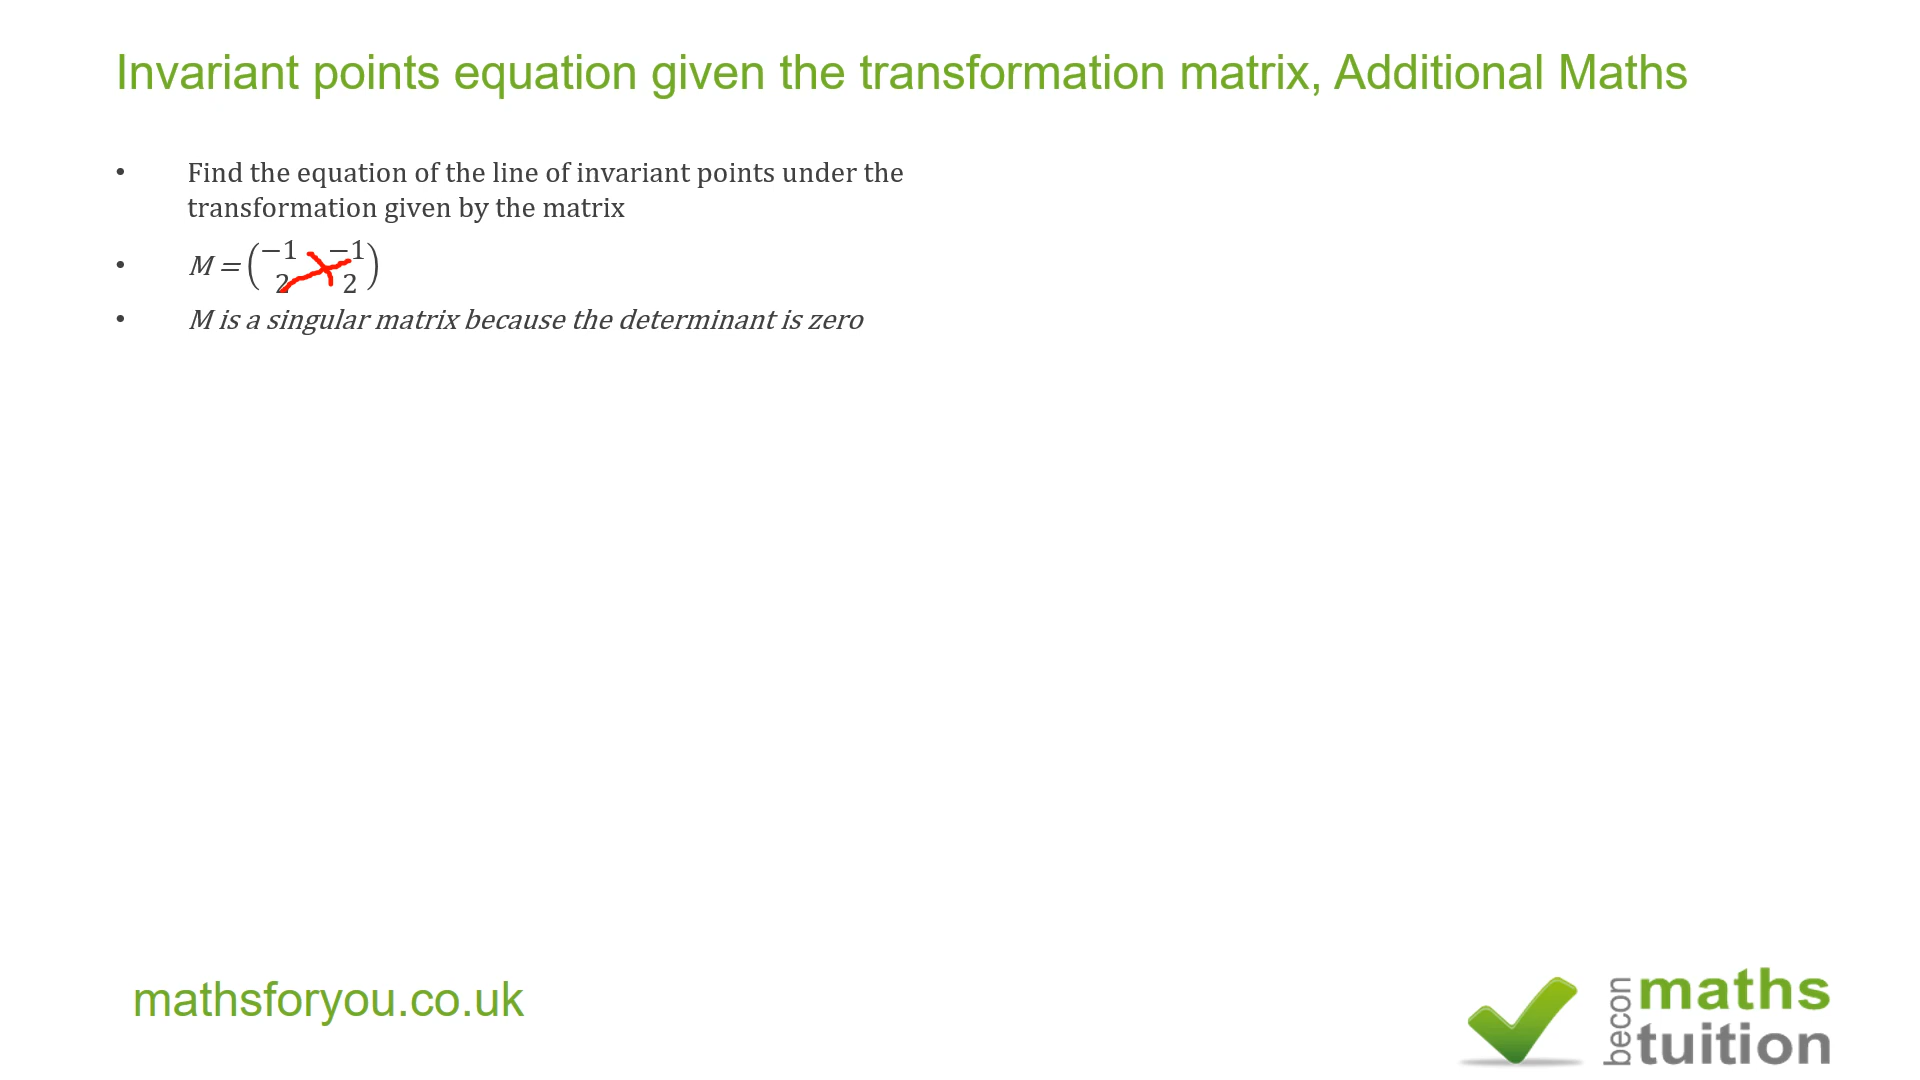 Invariant points equation given the transformation matrix, Additional Maths
• Find the equation of the line of invariant points under the
transformation given by the matrix
• M = (−1 −1
2 2)
• M is a singular matrix because the determinant is zero
mathsforyou.co.uk
becon maths
tuition